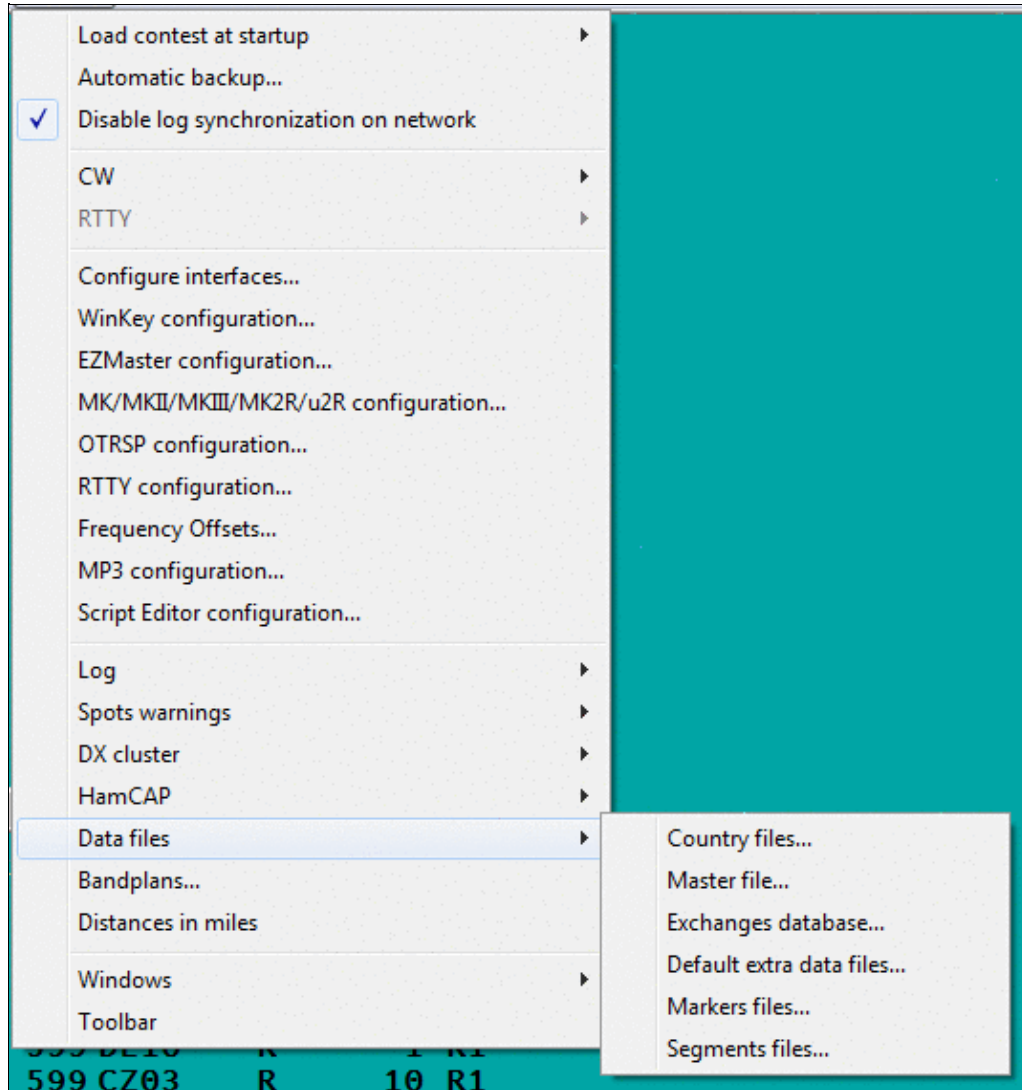 Load contest at startup
Automatic backup...
Disable log synchronization on network
CW
RTTY
Configure interfaces...
WinKey configuration...
EZMaster configuration...
MK/MKII/MKIII/MK2R/u2R configuration...
OTRSP configuration...
RTTY configuration...
Frequency Offsets...
MP3 configuration...
Script Editor configuration...
Log
Spots warnings
DX cluster
HamCAP
Data files
Bandplans...
Distances in miles
Windows
Toolbar
Country files...
Master file...
Exchanges database...
Default extra data files...
Markers files...
Segments files...
599 CZ03 R 10 R1